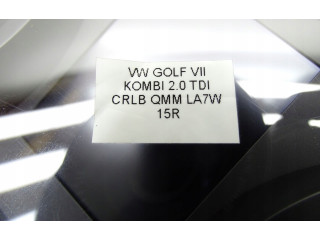 VW GOLF VII
KOMBI 2.0 TDI
CRLB QMM LA7W
15R